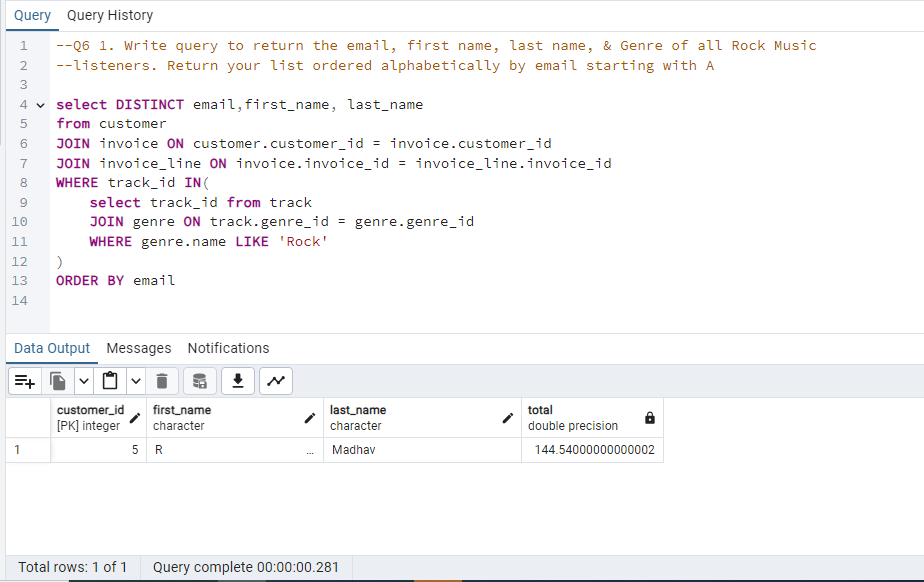 Query Query History
1 --Q6 1. Write query to return the email, first name, last name, & Genre of all Rock Music
2 --listeners. Return your list ordered alphabetically by email starting with A
3
4 select DISTINCT email,first_name, last_name
5 from customer
6 JOIN invoice ON customer.customer_id = invoice.customer_id
7 JOIN invoice_line ON invoice.invoice_id = invoice_line.invoice_id
8 WHERE track_id IN(
9 select track_id from track
10 JOIN genre ON track.genre_id = genre.genre_id
11 WHERE genre.name LIKE 'Rock'
12 )
13 ORDER BY email
14
Data Output Messages Notifications
customer_id first_name last_name total
[PK] integer character character double precision
1 5 R ... Madhav 144.54000000000002
Total rows: 1 of 1 Query complete 00:00:00.281